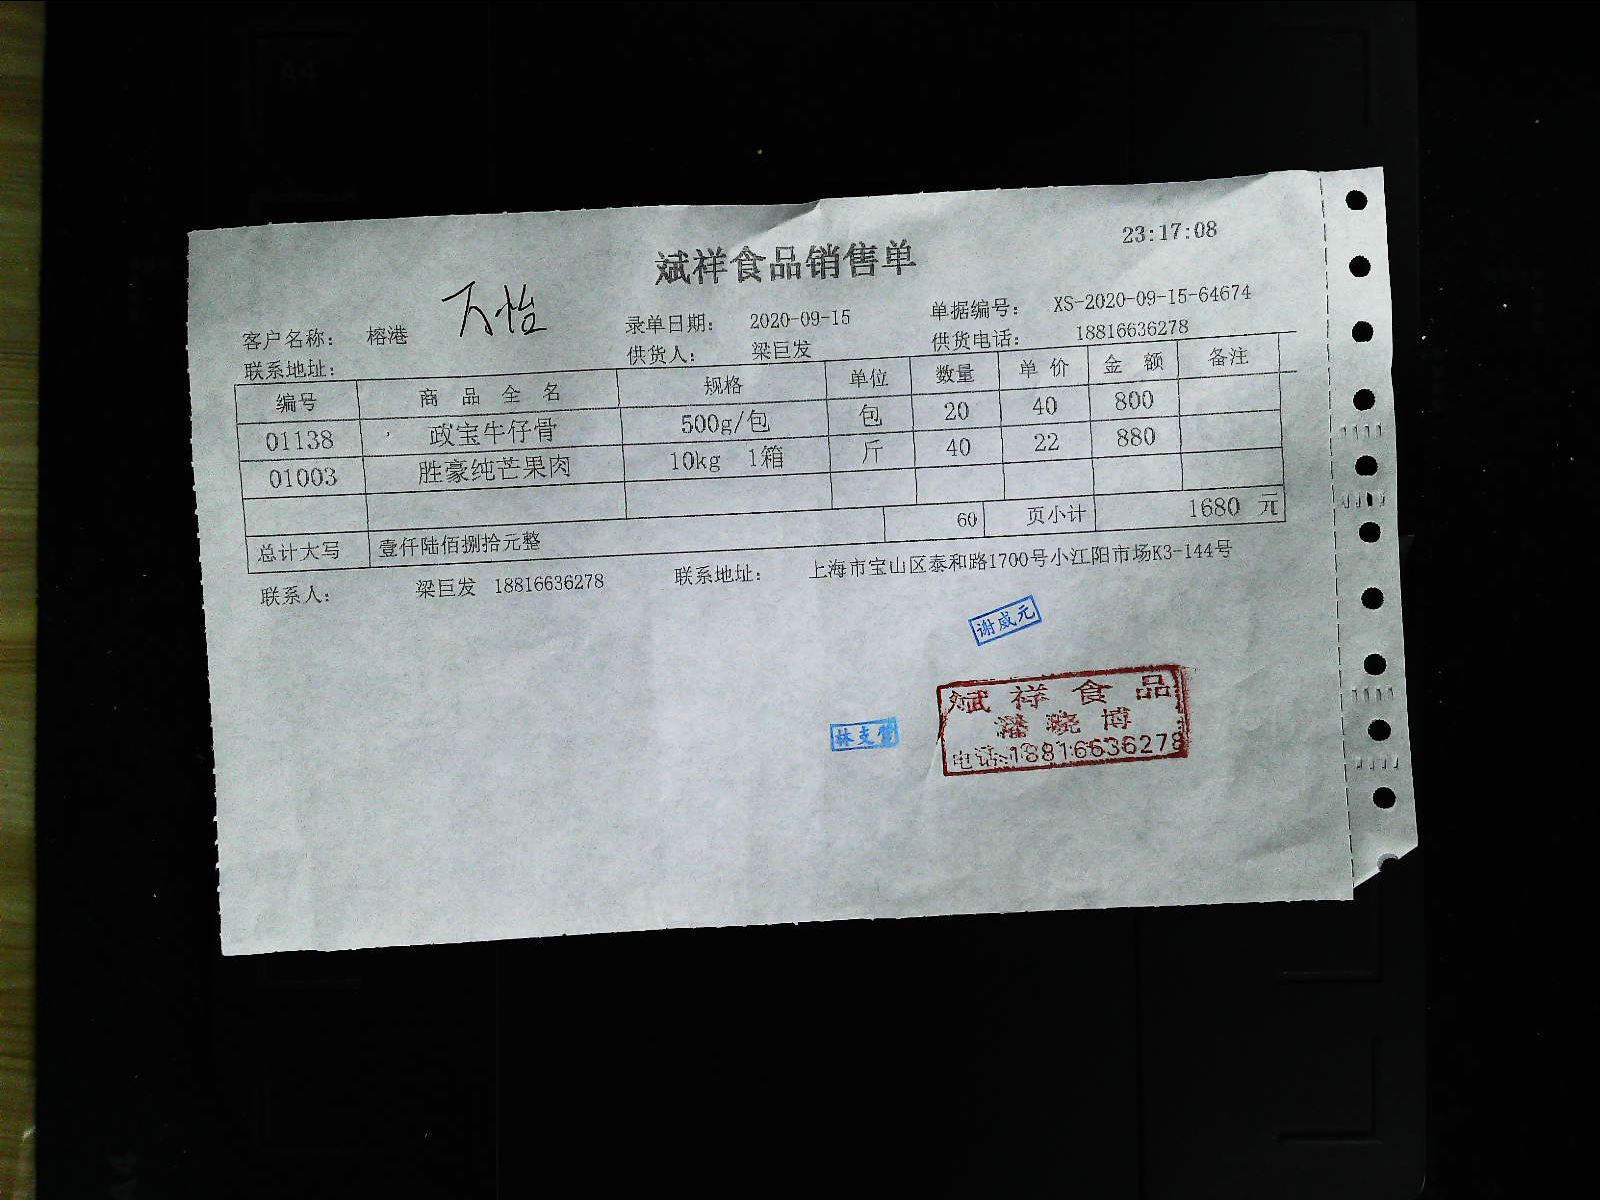 23:17:08
斌祥食品销售单
客户名称： 榕港 万怡 录单日期： 2020-09-15 单据编号： XS-2020-09-15-64674
联系地址： 供货人： 梁巨发 供货电话： 18816636278
编号 商品全名 规格 单位 数量 单价 金额 备注
01138 政宝牛仔骨 500g/包 包 20 40 800
01003 胜豪纯芒果肉 10kg 1箱 斤 40 22 880
总计大写 壹仟陆佰捌拾元整 60 页小计 1680 元
联系人： 梁巨发 18816636278 联系地址： 上海市宝山区泰和路1700号小江阳市场K3-144号
谢威元
斌祥食品
潘晓博
电话:18816636278
林支营
A4